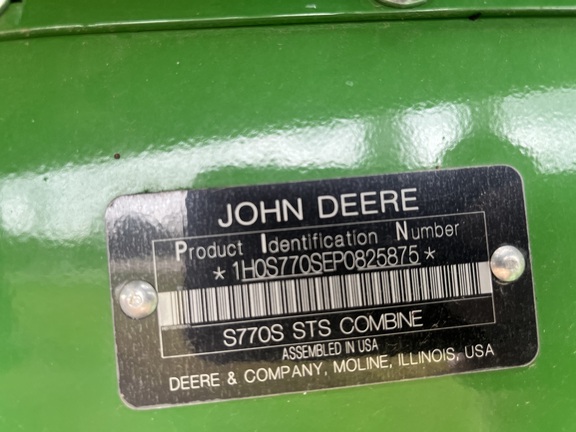 JOHN DEERE
Product Identification Number
*1H0S770SEP0825875*
S770S STS COMBINE
ASSEMBLED IN USA
DEERE & COMPANY, MOLINE, ILLINOIS, USA